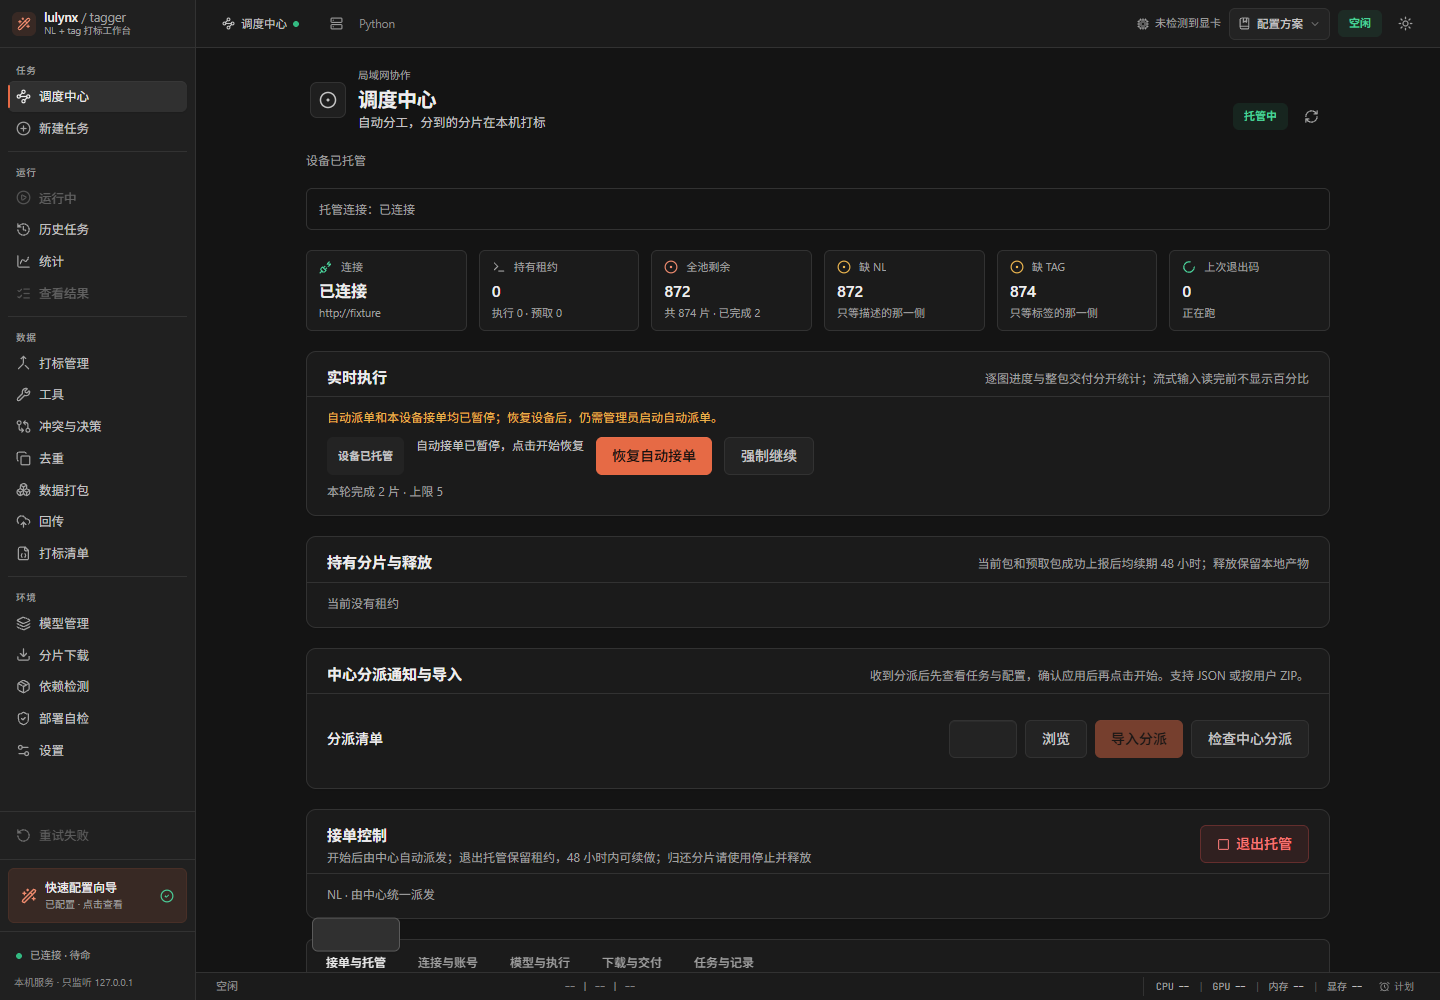 lulynx / tagger
NL + tag 打标工作台
任务
调度中心
新建任务
运行
运行中
历史任务
统计
查看结果
数据
打标管理
工具
冲突与决策
去重
数据打包
回传
打标清单
环境
模型管理
分片下载
依赖检测
部署自检
设置
重试失败
快速配置向导
已配置 · 点击查看
已连接 · 待命
本机服务 · 只监听 127.0.0.1
调度中心
Python
未检测到显卡
配置方案
空闲
局域网协作
调度中心
自动分工，分到的分片在本机打标
托管中
设备已托管
托管连接：已连接
连接
已连接
http://fixture
持有租约
0
执行 0 · 预取 0
全池剩余
872
共 874 片 · 已完成 2
缺 NL
872
只等描述的那一侧
缺 TAG
874
只等标签的那一侧
上次退出码
0
正在跑
实时执行
逐图进度与整包交付分开统计；流式输入读完前不显示百分比
自动派单和本设备接单均已暂停；恢复设备后，仍需管理员启动自动派单。
设备已托管
自动接单已暂停，点击开始恢复
恢复自动接单
强制继续
本轮完成 2 片 · 上限 5
持有分片与释放
当前包和预取包成功上报后均续期 48 小时；释放保留本地产物
当前没有租约
中心分派通知与导入
收到分派后先查看任务与配置，确认应用后再点击开始。支持 JSON 或按用户 ZIP。
分派清单
浏览
导入分派
检查中心分派
接单控制
开始后由中心自动派发；退出托管保留租约，48 小时内可续做；归还分片请使用停止并释放
退出托管
NL · 由中心统一派发
接单与托管
连接与账号
模型与执行
下载与交付
任务与记录
空闲
-- | -- | --
CPU -- | GPU -- | 内存 -- | 显存 --
计划